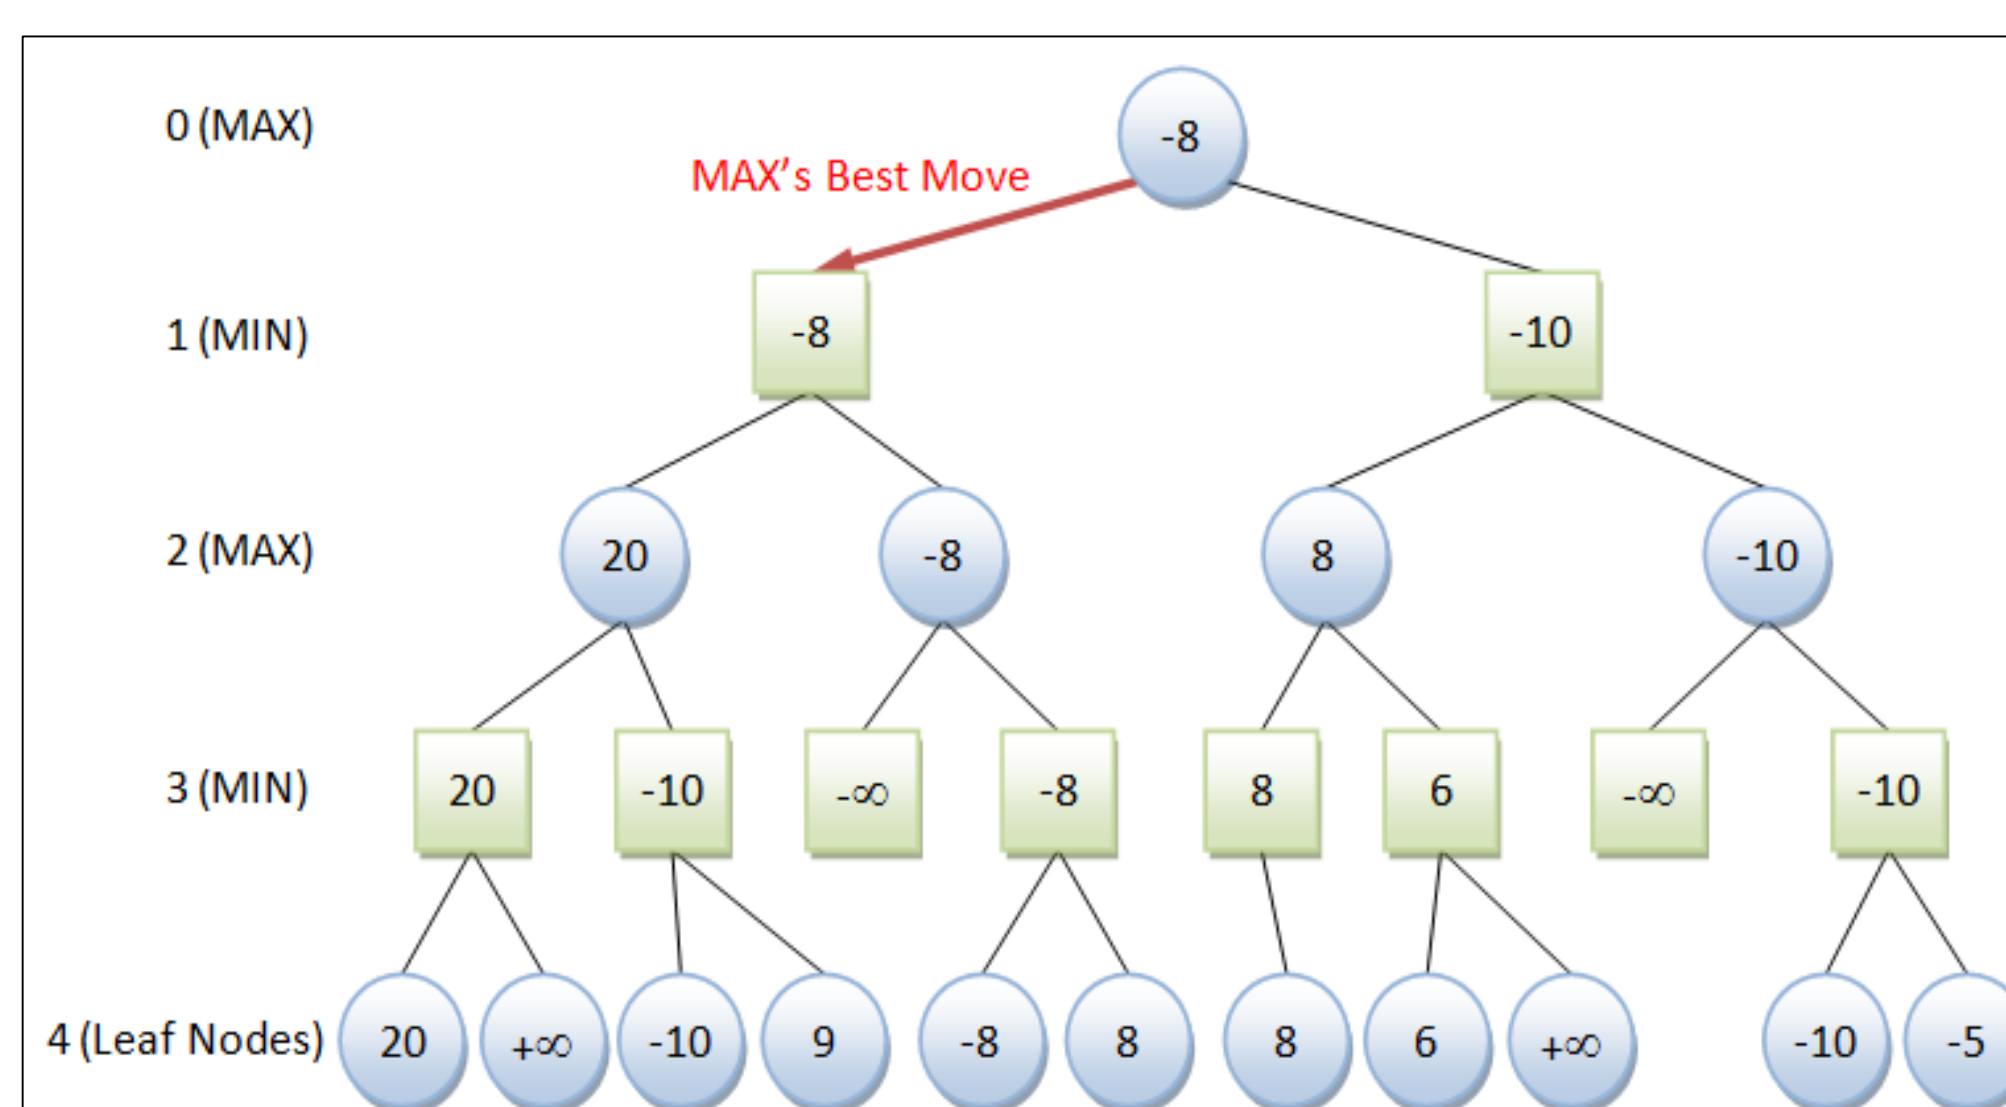 0 (MAX) -8
MAX's Best Move
1 (MIN) -8 -10
2 (MAX) 20 -8 8 -10
3 (MIN) 20 -10 -∞ -8 8 6 -∞ -10
4 (Leaf Nodes) 20 +∞ -10 9 -8 8 8 6 +∞ -10 -5